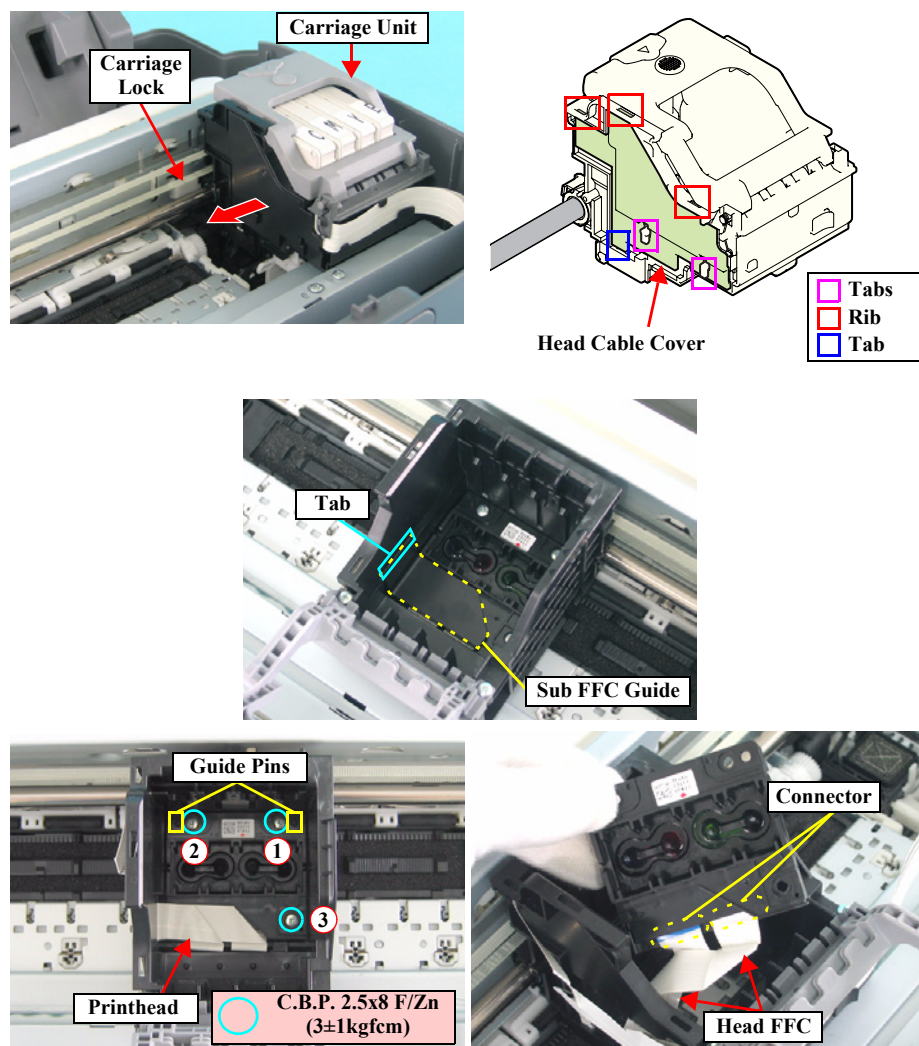 Carriage Unit
Carriage
Lock
C M Y
Tabs
Rib
Tab
Head Cable Cover
Tab
Sub FFC Guide
Guide Pins
2
1
3
Printhead
C.B.P. 2.5x8 F/Zn
(3±1kgfcm)
Connector
Head FFC